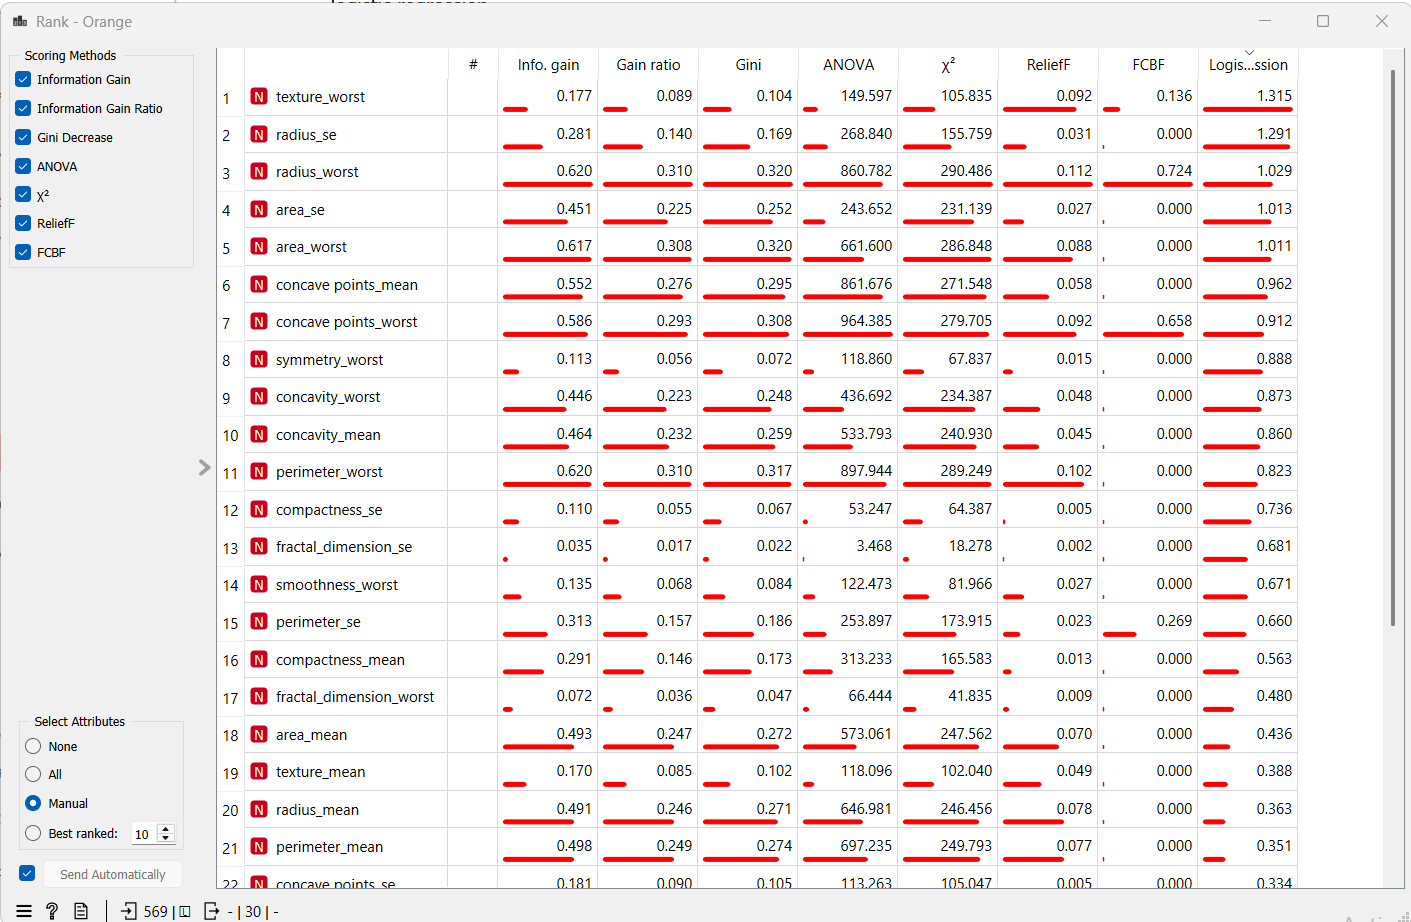 Rank - Orange
Scoring Methods
Information Gain
Information Gain Ratio
Gini Decrease
ANOVA
χ²
ReliefF
FCBF
# Info. gain Gain ratio Gini ANOVA χ² ReliefF FCBF Logis...ssion
1 N texture_worst 0.177 0.089 0.104 149.597 105.835 0.092 0.136 1.315
2 N radius_se 0.281 0.140 0.169 268.840 155.759 0.031 0.000 1.291
3 N radius_worst 0.620 0.310 0.320 860.782 290.486 0.112 0.724 1.029
4 N area_se 0.451 0.225 0.252 243.652 231.139 0.027 0.000 1.013
5 N area_worst 0.617 0.308 0.320 661.600 286.848 0.088 0.000 1.011
6 N concave points_mean 0.552 0.276 0.295 861.676 271.548 0.058 0.000 0.962
7 N concave points_worst 0.586 0.293 0.308 964.385 279.705 0.092 0.658 0.912
8 N symmetry_worst 0.113 0.056 0.072 118.860 67.837 0.015 0.000 0.888
9 N concavity_worst 0.446 0.223 0.248 436.692 234.387 0.048 0.000 0.873
10 N concavity_mean 0.464 0.232 0.259 533.793 240.930 0.045 0.000 0.860
11 N perimeter_worst 0.620 0.310 0.317 897.944 289.249 0.102 0.000 0.823
12 N compactness_se 0.110 0.055 0.067 53.247 64.387 0.005 0.000 0.736
13 N fractal_dimension_se 0.035 0.017 0.022 3.468 18.278 0.002 0.000 0.681
14 N smoothness_worst 0.135 0.068 0.084 122.473 81.966 0.027 0.000 0.671
15 N perimeter_se 0.313 0.157 0.186 253.897 173.915 0.023 0.269 0.660
16 N compactness_mean 0.291 0.146 0.173 313.233 165.583 0.013 0.000 0.563
17 N fractal_dimension_worst 0.072 0.036 0.047 66.444 41.835 0.009 0.000 0.480
18 N area_mean 0.493 0.247 0.272 573.061 247.562 0.070 0.000 0.436
19 N texture_mean 0.170 0.085 0.102 118.096 102.040 0.049 0.000 0.388
20 N radius_mean 0.491 0.246 0.271 646.981 246.456 0.078 0.000 0.363
21 N perimeter_mean 0.498 0.249 0.274 697.235 249.793 0.077 0.000 0.351
22 N concave points_se 0.181 0.090 0.105 113.263 105.047 0.005 0.000 0.334
Select Attributes
None
All
Manual
Best ranked: 10
Send Automatically
569 | - | 30 | -